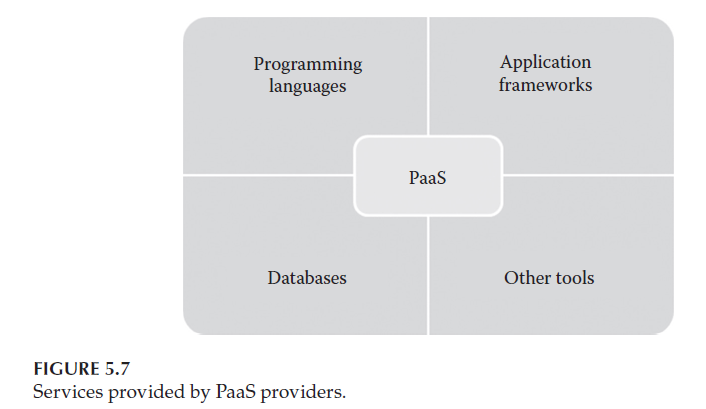 Programming
languages
Application
frameworks
PaaS
Databases
Other tools
FIGURE 5.7
Services provided by PaaS providers.